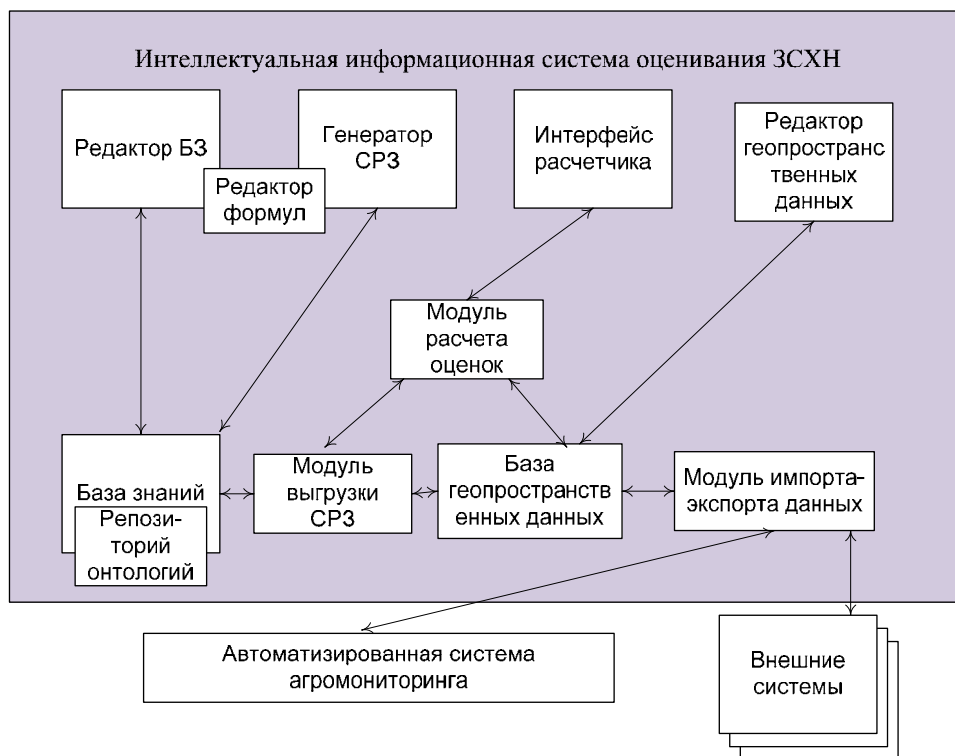 Интеллектуальная информационная система оценивания ЗСХН
Редактор БЗ
Генератор
СРЗ
Редактор
формул
Интерфейс
расчетчика
Редактор
геопространс
твенных
данных
Модуль
расчета
оценок
База знаний
Репози-
торий
онтологий
Модуль
выгрузки
СРЗ
База
геопространств
енных данных
Модуль импорта-
экспорта данных
Автоматизированная система
агромониторинга
Внешние
системы